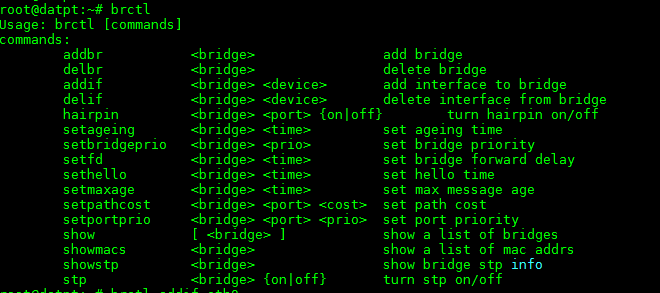 root@datpt:~# brctl
Usage: brctl [commands]
commands:
addbr <bridge> add bridge
delbr <bridge> delete bridge
addif <bridge> <device> add interface to bridge
delif <bridge> <device> delete interface from bridge
hairpin <bridge> <port> {on|off} turn hairpin on/off
setageing <bridge> <time> set ageing time
setbridgeprio <bridge> <prio> set bridge priority
setfd <bridge> <time> set bridge forward delay
sethello <bridge> <time> set hello time
setmaxage <bridge> <time> set max message age
setpathcost <bridge> <port> <cost> set path cost
setportprio <bridge> <port> <prio> set port priority
show [ <bridge> ] show a list of bridges
showmacs <bridge> show a list of mac addrs
showstp <bridge> show bridge stp info
stp <bridge> {on|off} turn stp on/off
root@datpt:~# brctl addif